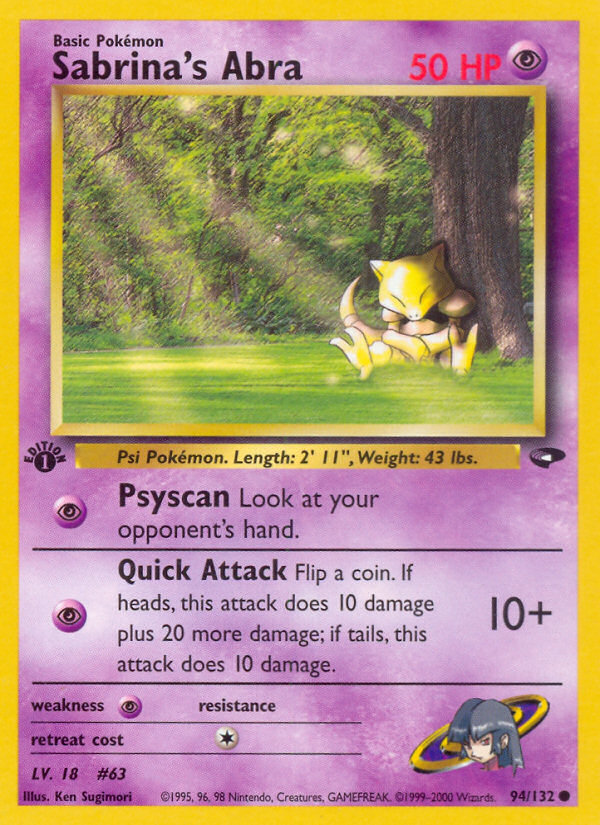 Basic Pokémon
Sabrina's Abra 50 HP
EDITION 1
Psi Pokémon. Length: 2' 11", Weight: 43 lbs.
Psyscan Look at your
opponent's hand.
Quick Attack Flip a coin. If
heads, this attack does 10 damage
plus 20 more damage; if tails, this
attack does 10 damage.
10+
weakness resistance
retreat cost
LV. 18 #63
Illus. Ken Sugimori ©1995, 96, 98 Nintendo, Creatures, GAMEFREAK. ©1999-2000 Wizards. 94/132